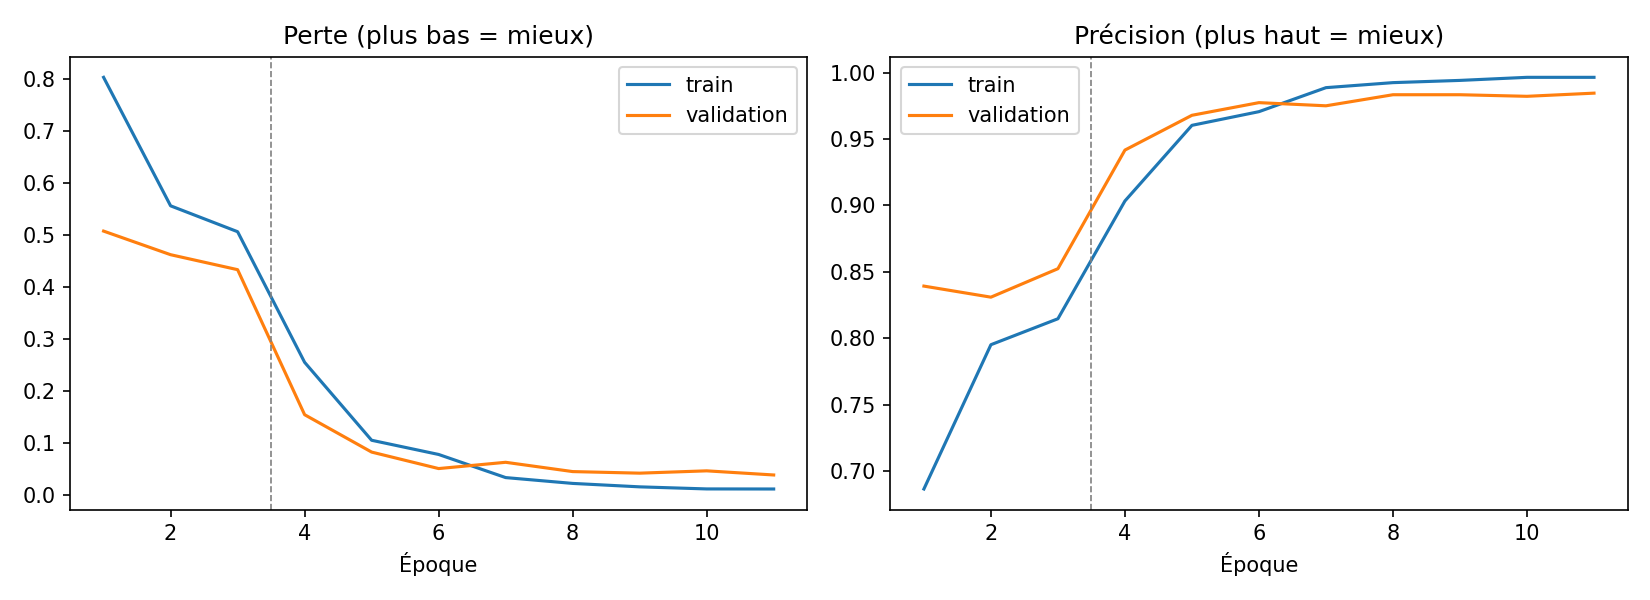 Perte (plus bas = mieux)
train
validation
0.8
0.7
0.6
0.5
0.4
0.3
0.2
0.1
0.0
2 4 6 8 10
Époque
Précision (plus haut = mieux)
train
validation
1.00
0.95
0.90
0.85
0.80
0.75
0.70
2 4 6 8 10
Époque